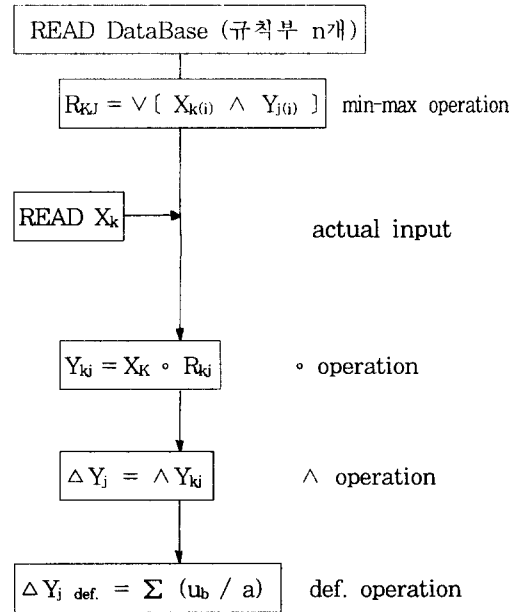 READ DataBase (규칙부 n개)
R_KJ = ∨〔 X_k(i) ∧ Y_j(i) 〕 min-max operation
READ X_k
actual input
Y_kj = X_K ∘ R_kj ∘ operation
△Y_j = ∧Y_kj ∧ operation
△Y_j def. = Σ (u_b / a) def. operation